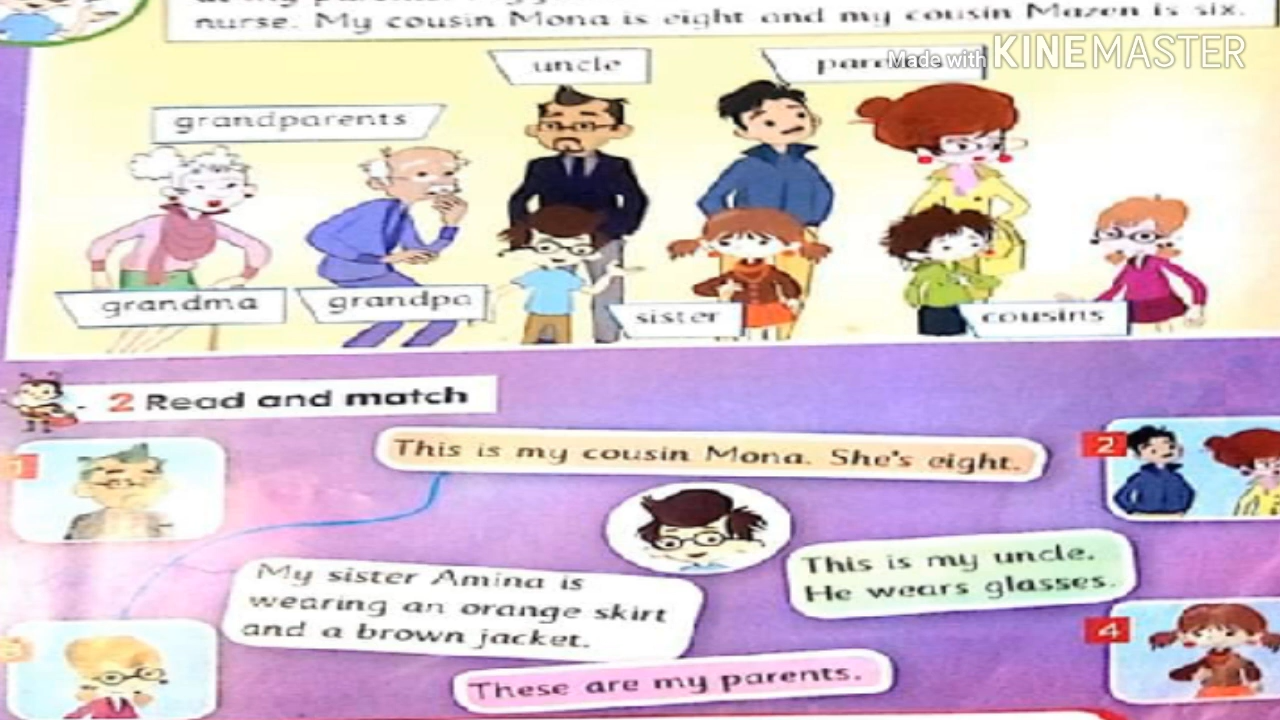 nurse. My cousin Mona is eight and my cousin Mazen is six.
Made with KINEMASTER
uncle
grandparents
grandma
grandpa
sister
cousins
2 Read and match
This is my cousin Mona. She's eight.
2
My sister Amina is
wearing an orange skirt
and a brown jacket.
This is my uncle.
He wears glasses.
4
These are my parents.